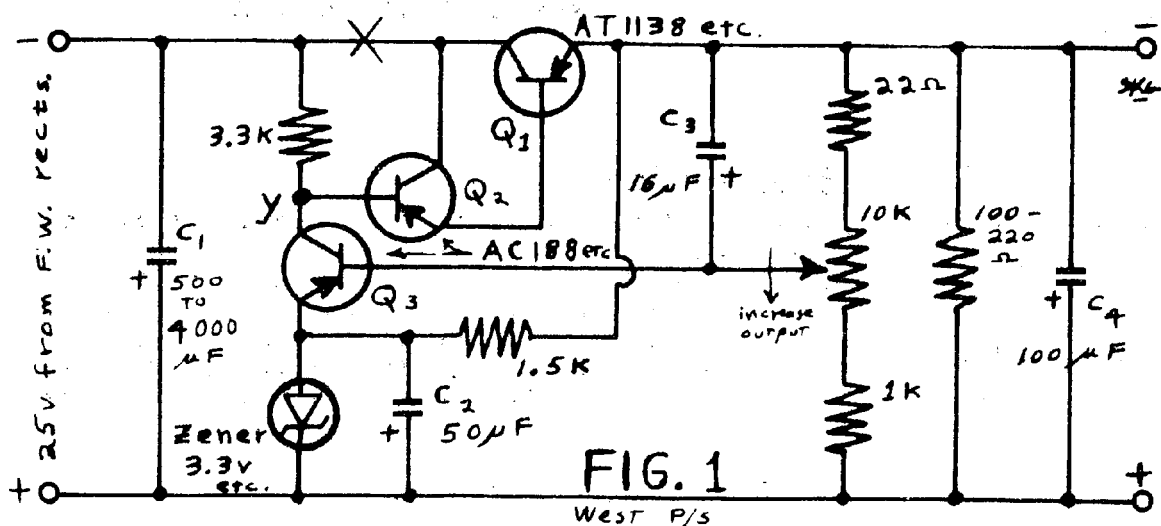 AT1138 etc.
−
−
Q1
22Ω
3.3K
C3
16μF
+
Q2
y
10K
100-
220
Ω
C1
+
500
TO
4000
μF
AC188 etc
Q3
increase
output
C4
+
100μF
1.5K
1K
C2
+
50μF
Zener
3.3v
etc.
25v from F.W. rects.
+
+
FIG. 1
West P/S